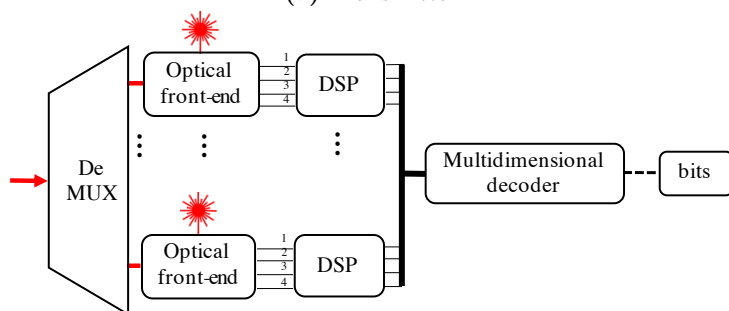 1
2
3
4
Optical
front-end
DSP
De
MUX
Multidimensional
decoder
bits
1
2
3
4
Optical
front-end
DSP